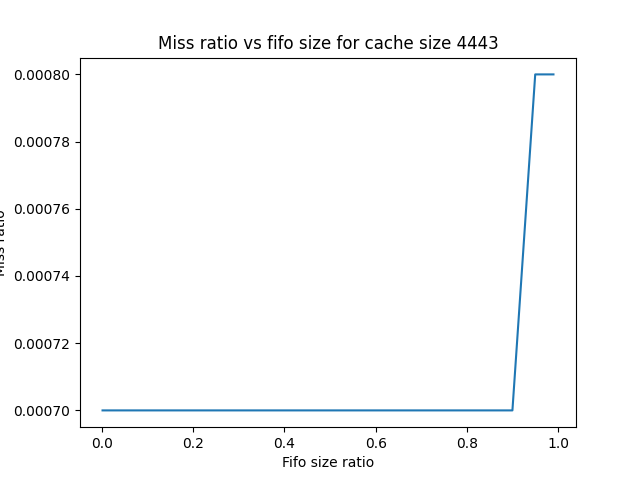 Miss ratio vs fifo size for cache size 4443
0.00080
0.00078
0.00076
0.00074
0.00072
0.00070
Miss ratio
0.0 0.2 0.4 0.6 0.8 1.0
Fifo size ratio